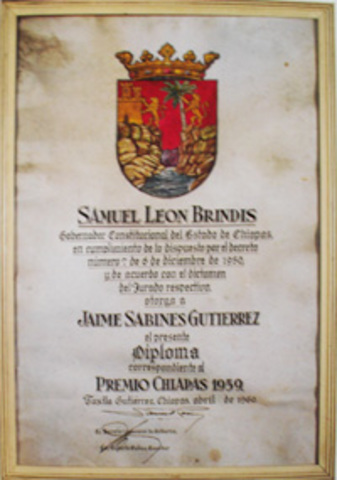 SAMUEL LEON BRINDIS
Gobernador Constitucional del Estado de Chiapas,
en cumplimiento de lo dispuesto por el decreto
número 7, de 6 de diciembre de 1950,
y de acuerdo con el dictamen
del Jurado respectivo,
otorga a
JAIME SABINES GUTIERREZ
el presente
Diploma
correspondiente al
PREMIO CHIAPAS 1959.
Tuxtla Gutiérrez, Chiapas, abril de 1960.